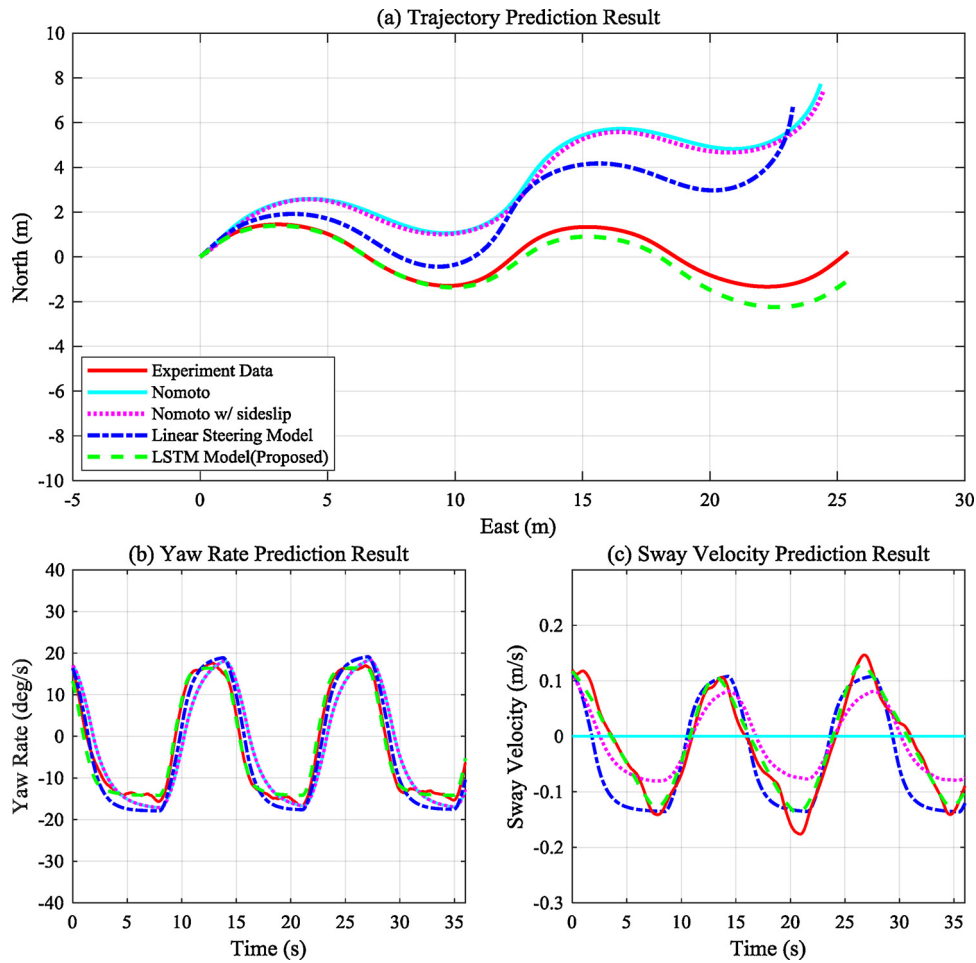 (a) Trajectory Prediction Result
10
8
6
4
2
0
-2
-4
-6
-8
-10
North (m)
Experiment Data
Nomoto
Nomoto w/ sideslip
Linear Steering Model
LSTM Model(Proposed)
-5 0 5 10 15 20 25 30
East (m)
(b) Yaw Rate Prediction Result
40
30
20
10
0
-10
-20
-30
-40
Yaw Rate (deg/s)
0 5 10 15 20 25 30 35
Time (s)
(c) Sway Velocity Prediction Result
0.2
0.1
0
-0.1
-0.2
-0.3
Sway Velocity (m/s)
0 5 10 15 20 25 30 35
Time (s)